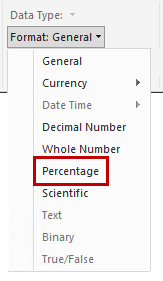 Data Type:
Format: General
General
Currency
Date Time
Decimal Number
Whole Number
Percentage
Scientific
Text
Binary
True/False